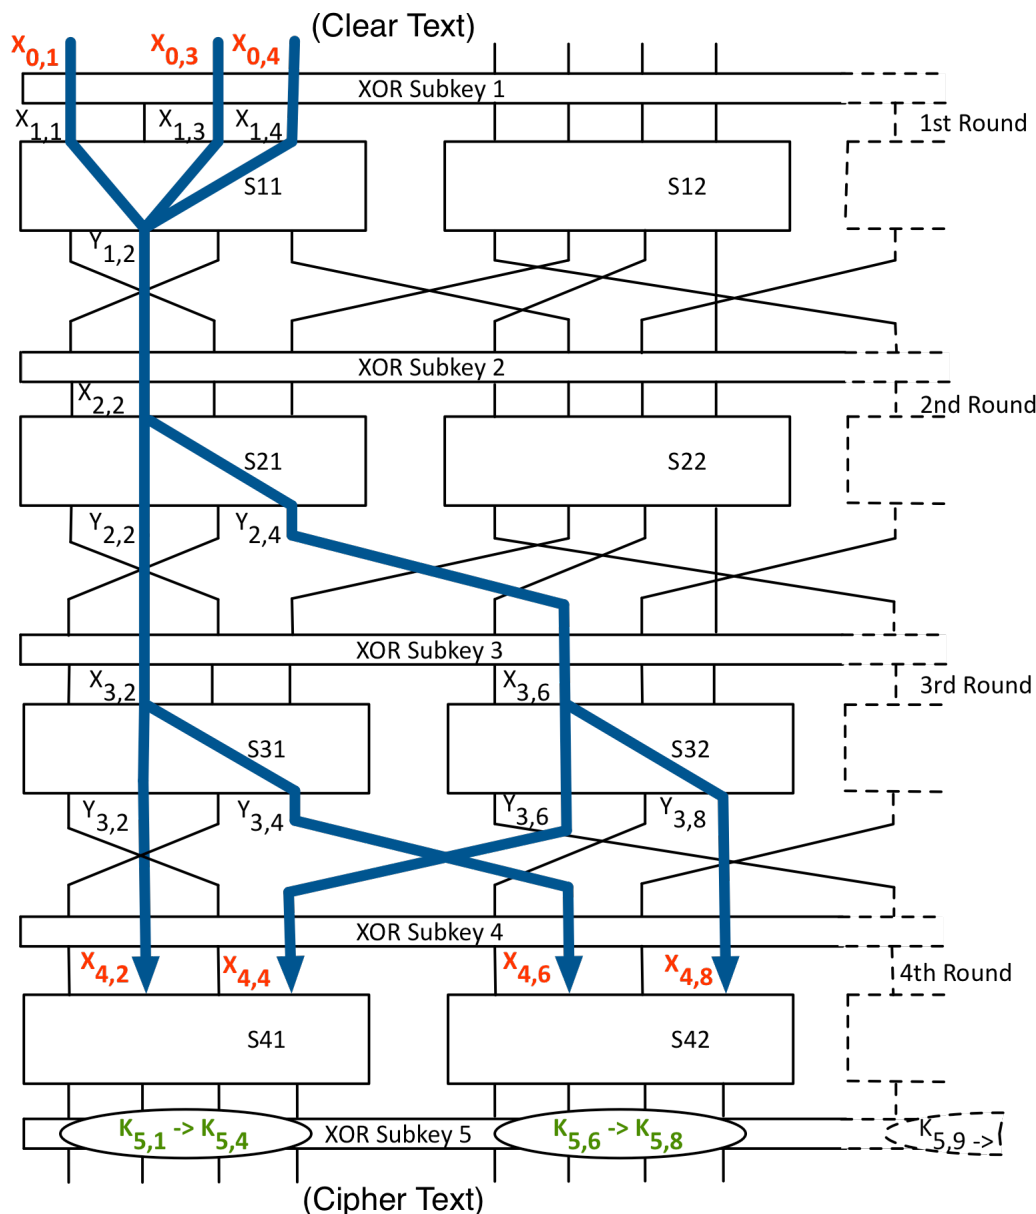 (Clear Text)
X0,1 X0,3 X0,4
XOR Subkey 1
X1,1 X1,3 X1,4 1st Round
S11 S12
Y1,2
XOR Subkey 2
X2,2 2nd Round
S21 S22
Y2,2 Y2,4
XOR Subkey 3
X3,2 X3,6 3rd Round
S31 S32
Y3,2 Y3,4 Y3,6 Y3,8
XOR Subkey 4
X4,2 X4,4 X4,6 X4,8 4th Round
S41 S42
K5,1 -> K5,4 XOR Subkey 5 K5,6 -> K5,8 K5,9 -> (
(Cipher Text)